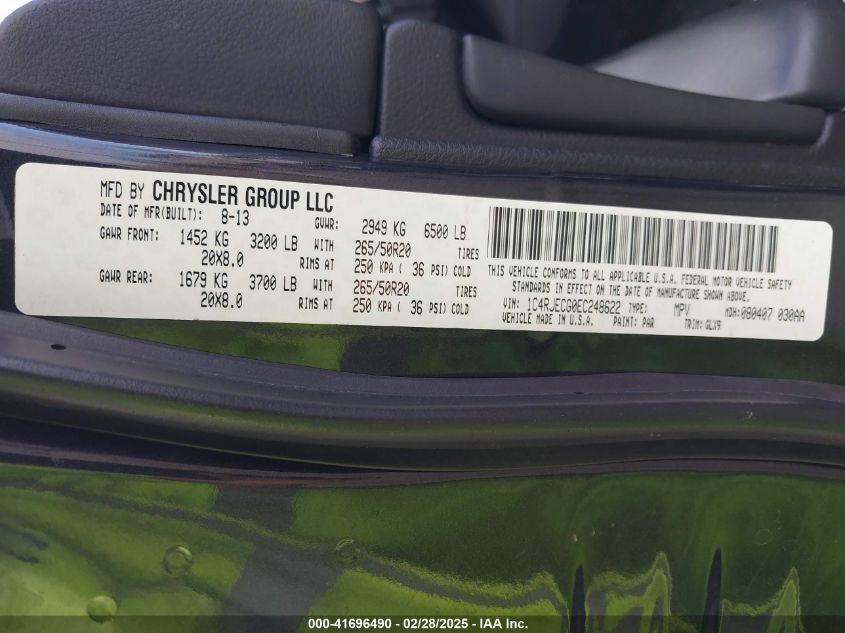 MFD BY CHRYSLER GROUP LLC
DATE OF MFR(BUILT): 8-13 GVWR: 2949 KG 6500 LB
GAWR FRONT: 1452 KG 3200 LB WITH 265/50R20 TIRES
20X8.0 RIMS AT 250 KPA ( 36 PSI) COLD
GAWR REAR: 1679 KG 3700 LB WITH 265/50R20 TIRES
20X8.0 RIMS AT 250 KPA ( 36 PSI) COLD
THIS VEHICLE CONFORMS TO ALL APPLICABLE U.S.A. FEDERAL MOTOR VEHICLE SAFETY
STANDARDS IN EFFECT ON THE DATE OF MANUFACTURE SHOWN ABOVE.
VIN: 1C4RJECG0EC248622 TYPE: MPV MDH:080407 030AA
VEHICLE MADE IN U.S.A. PAINT: PAR TRIM: GLX9
000-41696490 - 02/28/2025 - IAA Inc.